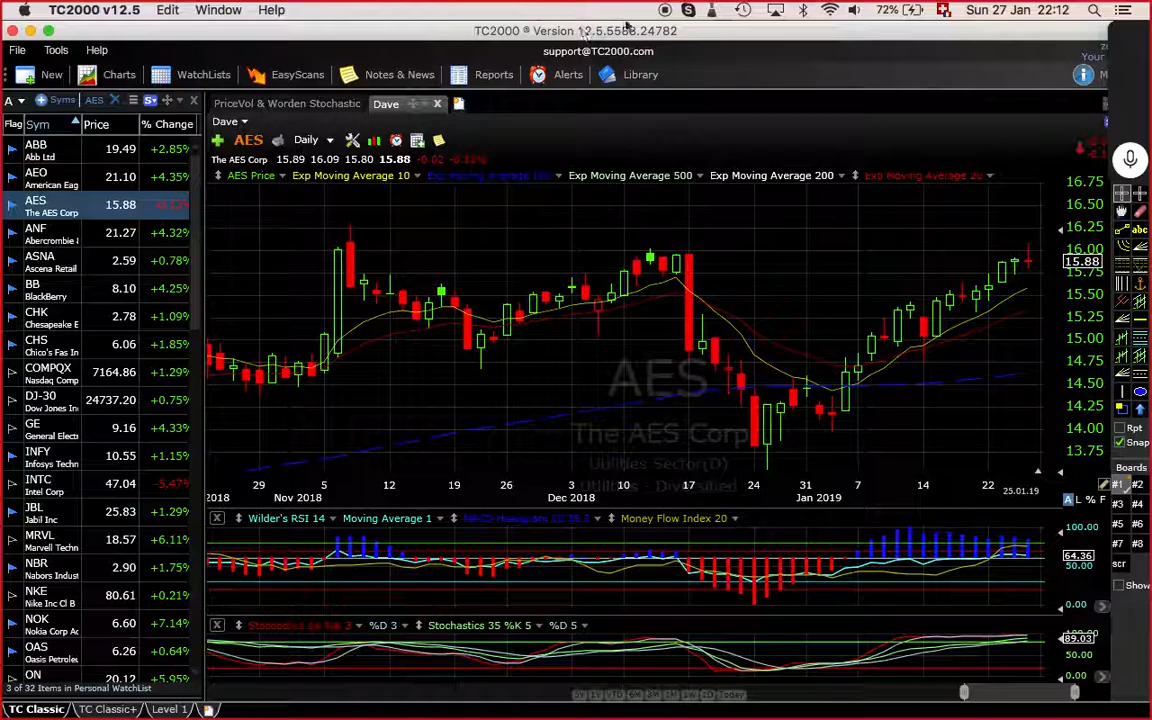 TC2000 v12.5 Edit Window Help 72% Sun 27 Jan 22:12
TC2000 ® Version 12.5.5588.24782
File Tools Help support@TC2000.com
Your
New Charts WatchLists EasyScans Notes & News Reports Alerts Library
A Syms AES PriceVol & Worden Stochastic Dave
Flag Sym Price % Change
Dave
ABB 19.49 +2.85%
Abb Ltd
AEO 21.10 +4.35%
American Eag
AES 15.88
The AES Corp
ANF 21.27 +4.32%
Abercrombie &
ASNA 2.59 +0.78%
Ascena Retail
BB 8.10 +4.25%
BlackBerry
CHK 2.78 +1.09%
Chesapeake E
CHS 6.06 +1.85%
Chico's Fas In
COMPQX 7164.86 +1.29%
Nasdaq Comp
DJ-30 24737.20 +0.75%
Dow Jones In
GE 9.16 +4.33%
General Electr
INFY 10.55 +1.15%
Infosys Techn
INTC 47.04 -5.47%
Intel Corp
JBL 25.83 +1.29%
Jabil Inc
MRVL 18.57 +6.11%
Marvell Techn
NBR 2.90 +1.75%
Nabors Indust
NKE 80.61 +0.21%
Nike Inc Cl B
NOK 6.60 +7.14%
Nokia Corp Ac
OAS 6.26 +0.64%
Oasis Petrole
ON 20.12 +5.95%
3 of 32 Items in Personal WatchList
TC Classic TC Classic+ Level 1
AES Daily
The AES Corp 15.89 16.09 15.80 15.88 -0.02 -0.13%
AES Price Exp Moving Average 10 Exp Moving Average 500 Exp Moving Average 200 Exp Moving Average 20
16.75
16.50
16.25
16.00
15.88
15.75
15.50
15.25
15.00
14.75
14.50
14.25
14.00
13.75
AES
The AES Corp
Utilities Sector(D)
Utilities - Diversified
2018 29 Nov 2018 5 12 19 26 Dec 2018 3 10 17 24 31 Jan 2019 7 14 22 25.01.19
A L % F
Wilder's RSI 14 Moving Average 1 Money Flow Index 20
100.00
64.36
50.00
0.00
%D 3 Stochastics 35 %K 5 %D 5
89.03
50.00
0.00
Today
abc
Rpt
Snap
Boards
#1 #2
#3 #4
#5 #6
#7 #8
scr
Show